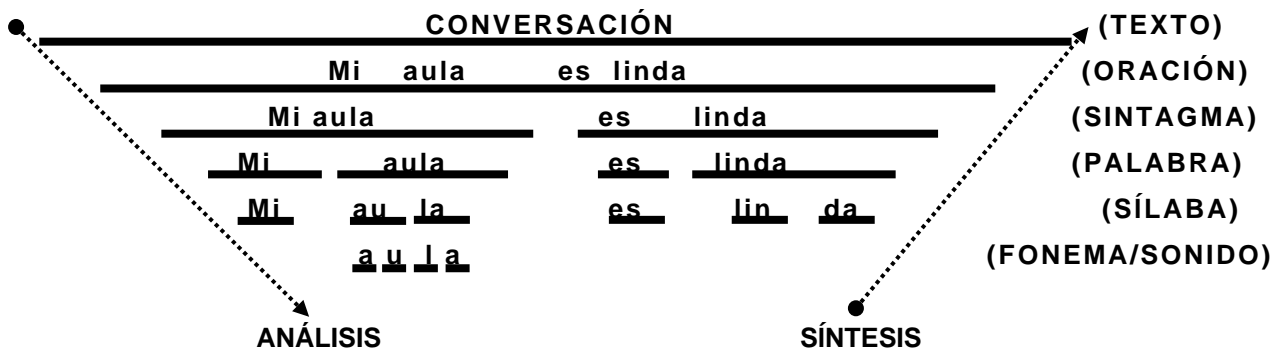 CONVERSACIÓN (TEXTO)
Mi aula es linda (ORACIÓN)
Mi aula es linda (SINTAGMA)
Mi aula es linda (PALABRA)
Mi au la es lin da (SÍLABA)
a u l a (FONEMA/SONIDO)
ANÁLISIS SÍNTESIS